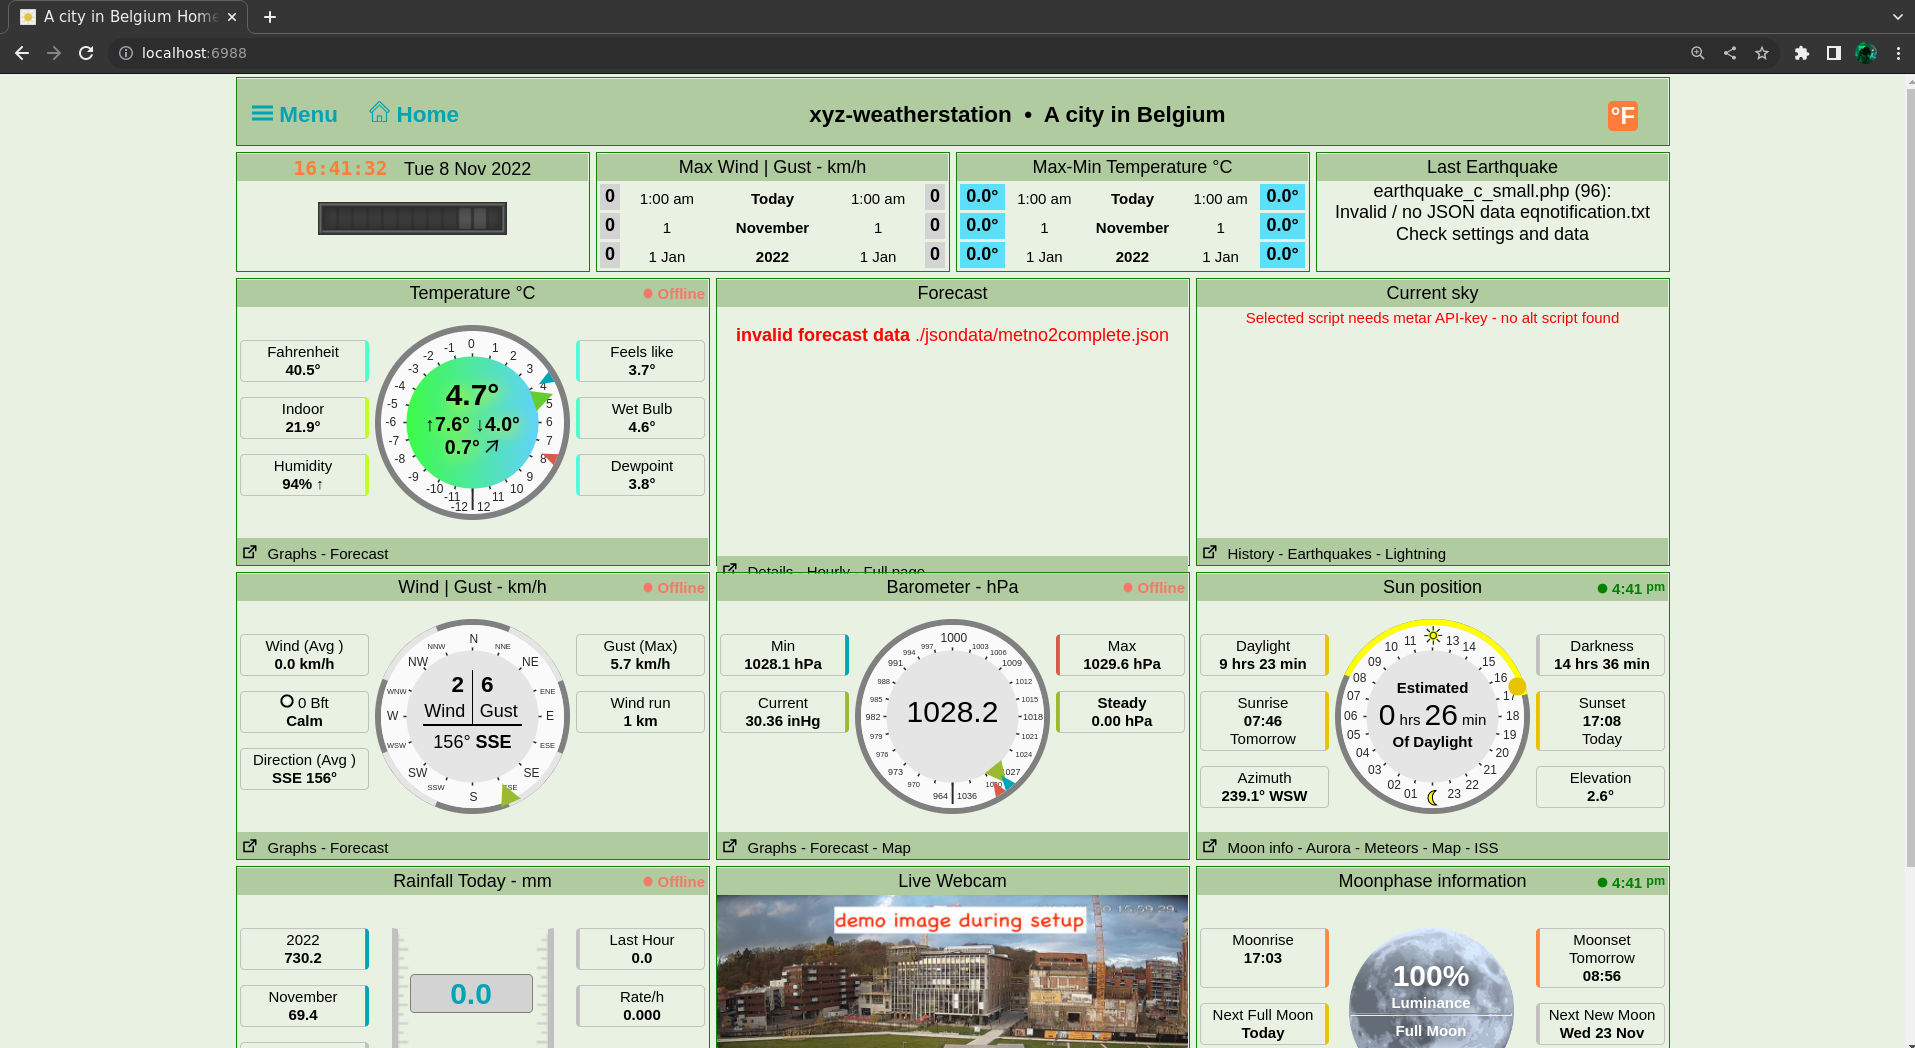 A city in Belgium Home
localhost:6988
Menu
Home
xyz-weatherstation • A city in Belgium
°F
16:41:32 Tue 8 Nov 2022
Max Wind | Gust - km/h
0 1:00 am Today 1:00 am 0
0 1 November 1 0
0 1 Jan 2022 1 Jan 0
Max-Min Temperature °C
0.0° 1:00 am Today 1:00 am 0.0°
0.0° 1 November 1 0.0°
0.0° 1 Jan 2022 1 Jan 0.0°
Last Earthquake
earthquake_c_small.php (96):
Invalid / no JSON data eqnotification.txt
Check settings and data
Temperature °C
Offline
Fahrenheit
40.5°
Indoor
21.9°
Humidity
94% ↑
0 1 2 3 4 5 6 7 8 9 10 11 12
-1 -2 -3 -4 -5 -6 -7 -8 -9 -10 -11 -12
4.7°
↑7.6° ↓4.0°
0.7°
Feels like
3.7°
Wet Bulb
4.6°
Dewpoint
3.8°
Graphs - Forecast
Forecast
invalid forecast data ./jsondata/metno2complete.json
Details - Hourly - Full page
Current sky
Selected script needs metar API-key - no alt script found
History - Earthquakes - Lightning
Wind | Gust - km/h
Offline
Wind (Avg )
0.0 km/h
0 Bft
Calm
Direction (Avg )
SSE 156°
N NNE NE ENE E ESE SE SSE S SSW SW WSW W WNW NW NNW
2 6
Wind Gust
156° SSE
Gust (Max)
5.7 km/h
Wind run
1 km
Graphs - Forecast
Barometer - hPa
Offline
Min
1028.1 hPa
Current
30.36 inHg
1000 1003 1006 1009 1012 1015 1018 1021 1024 1036
964 970 973 976 979 982 985 988 991 994 997
1028.2
Max
1029.6 hPa
Steady
0.00 hPa
Graphs - Forecast - Map
Sun position
4:41 pm
Daylight
9 hrs 23 min
Sunrise
07:46
Tomorrow
Azimuth
239.1° WSW
13 14 15 16 17 18 19 20 21 22 23
01 02 03 04 05 06 07 08 09 10 11
Estimated
0 hrs 26 min
Of Daylight
Darkness
14 hrs 36 min
Sunset
17:08
Today
Elevation
2.6°
Moon info - Aurora - Meteors - Map - ISS
Rainfall Today - mm
Offline
2022
730.2
November
69.4
0.0
Last Hour
0.0
Rate/h
0.000
Live Webcam
demo image during setup
Moonphase information
4:41 pm
Moonrise
17:03
Next Full Moon
Today
100%
Luminance
Full Moon
Moonset
Tomorrow
08:56
Next New Moon
Wed 23 Nov